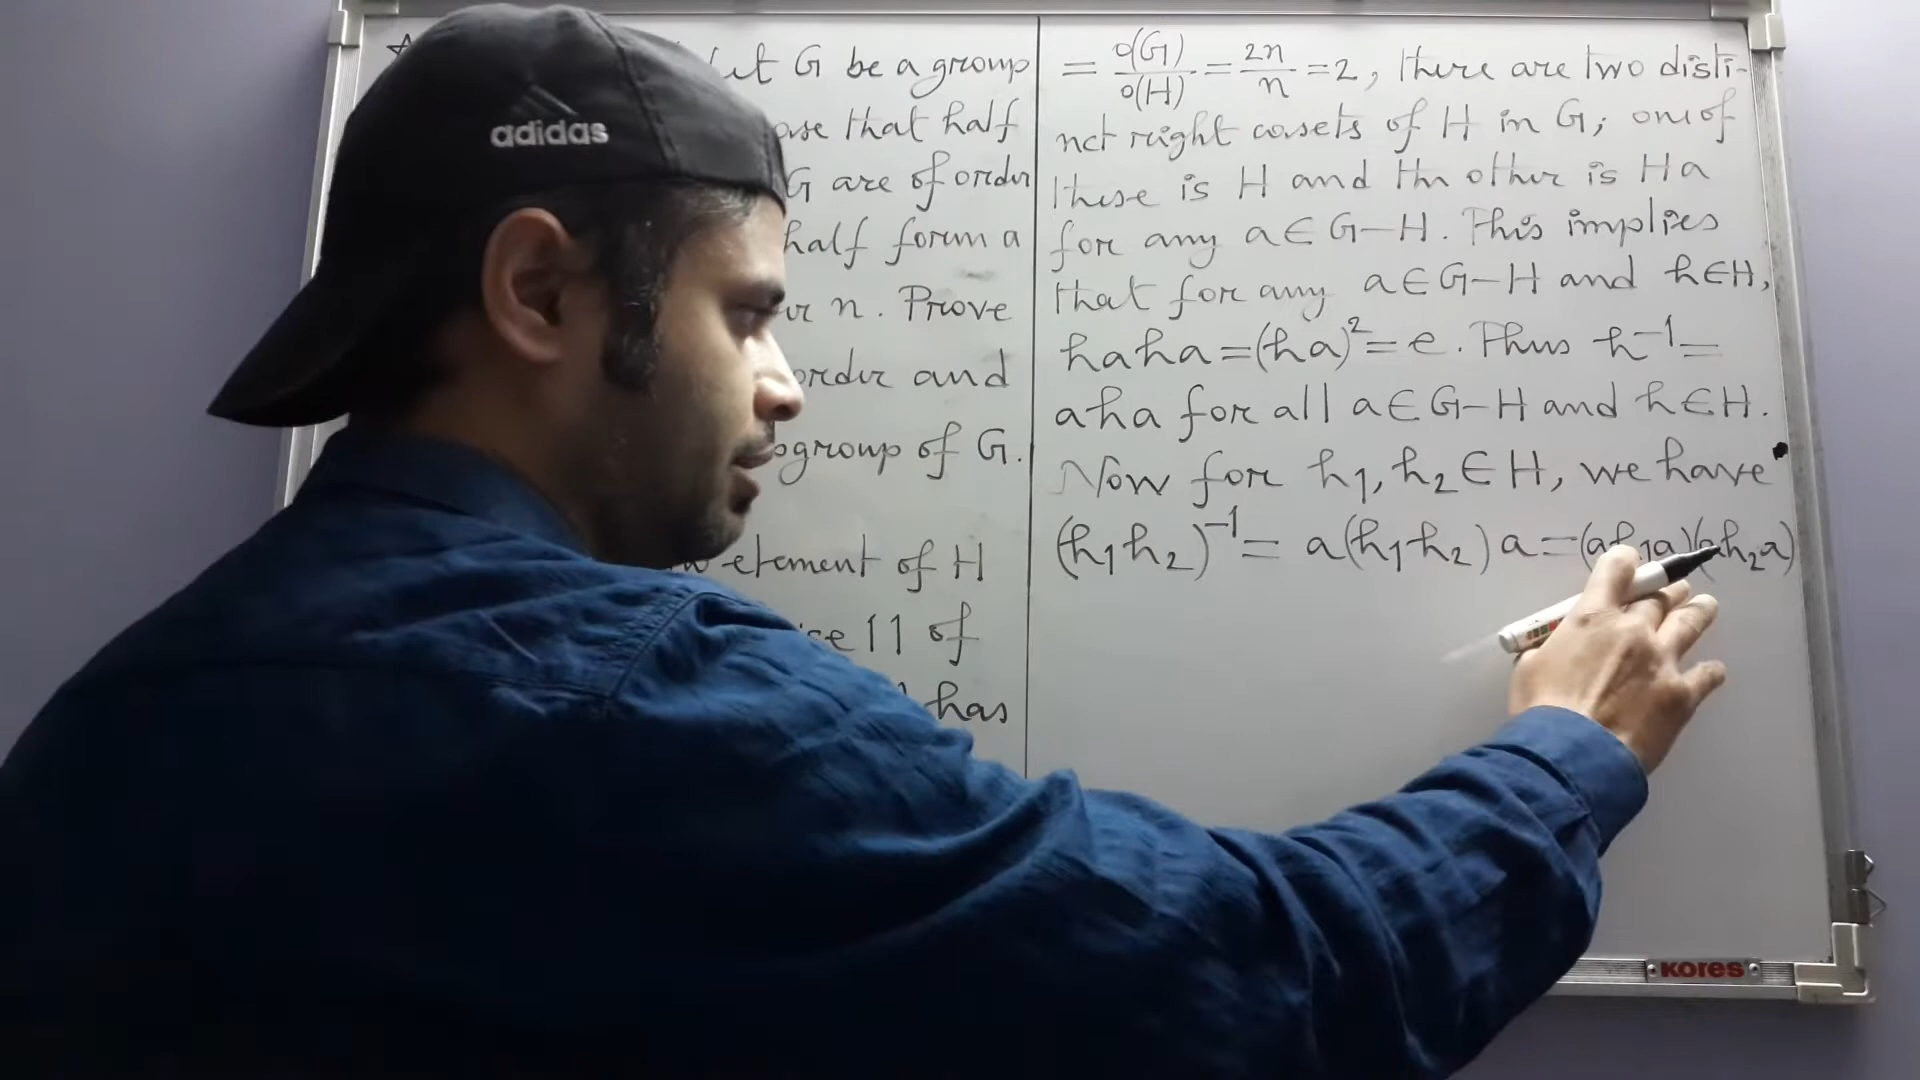 adidas
Let G be a group
ose that half
G are of order
half form a
er n. Prove
order and
bgroup of G.
element of H
se 11 of
has
= o(G)/o(H) = 2n/n = 2, there are two disti-
nct right cosets of H in G; one of
these is H and the other is Ha
for any a∈G−H. This implies
that for any a∈G−H and h∈H,
haha=(ha)²=e. Thus h⁻¹=
aha for all a∈G−H and h∈H.
Now for h₁, h₂∈H, we have
(h₁h₂)⁻¹= a(h₁h₂)a=(ah₁a)(ah₂a)
KORES